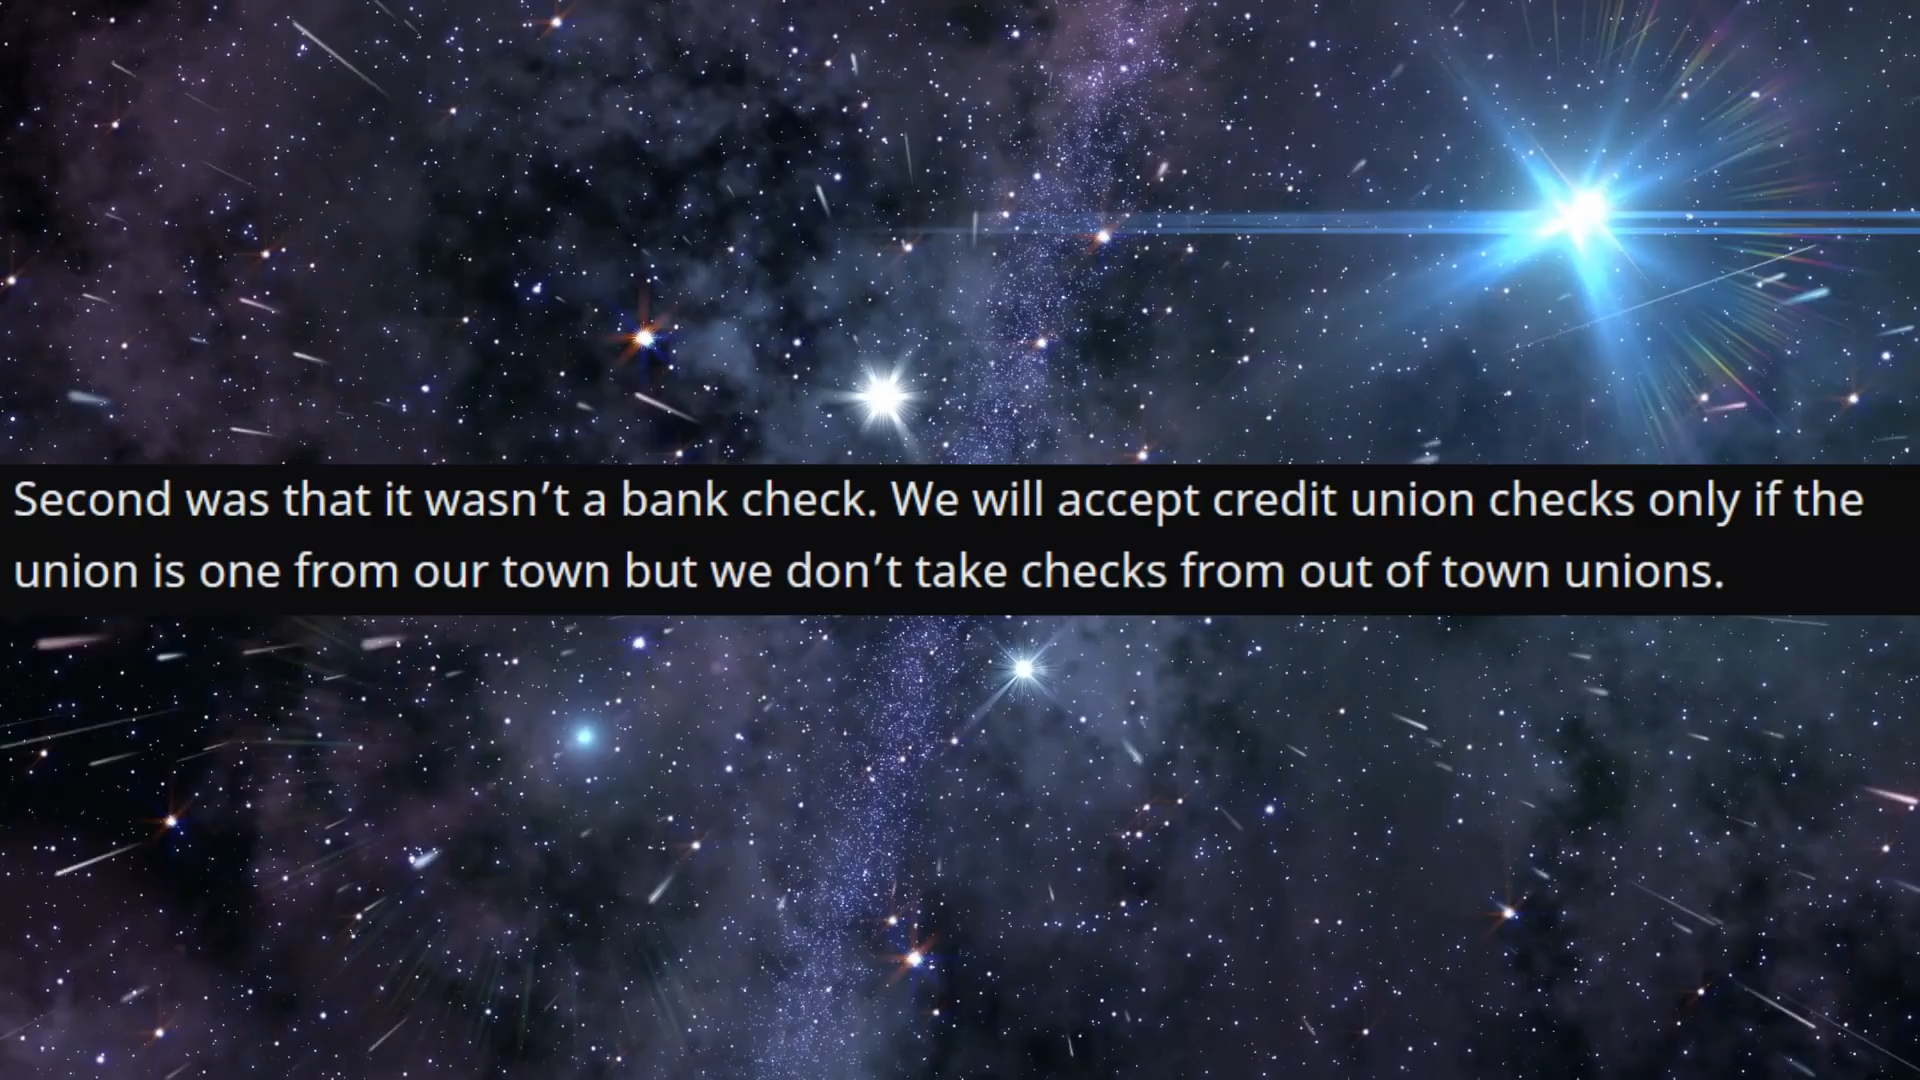 Second was that it wasn’t a bank check. We will accept credit union checks only if the
union is one from our town but we don’t take checks from out of town unions.